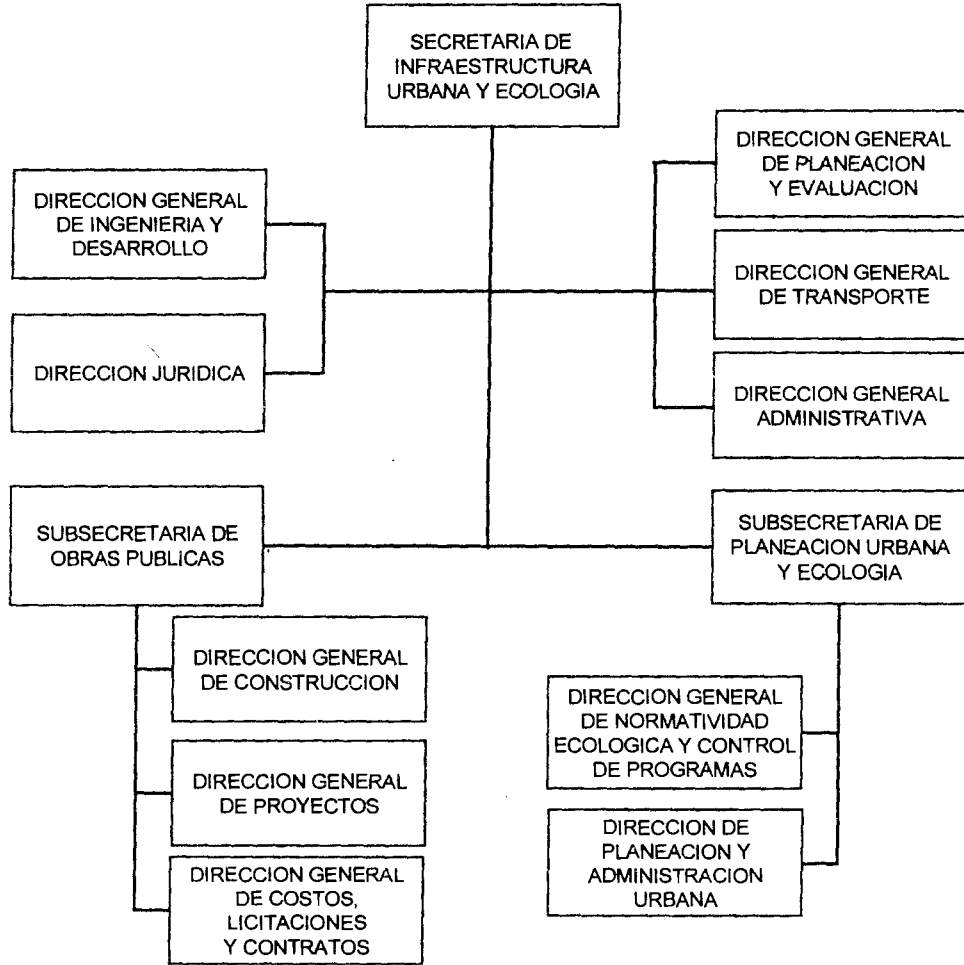 SECRETARIA DE
INFRAESTRUCTURA
URBANA Y ECOLOGIA
DIRECCION GENERAL
DE PLANEACION
Y EVALUACION
DIRECCION GENERAL
DE INGENIERIA Y
DESARROLLO
DIRECCION GENERAL
DE TRANSPORTE
DIRECCION JURIDICA
DIRECCION GENERAL
ADMINISTRATIVA
SUBSECRETARIA DE
OBRAS PUBLICAS
SUBSECRETARIA DE
PLANEACION URBANA
Y ECOLOGIA
DIRECCION GENERAL
DE CONSTRUCCION
DIRECCION GENERAL
DE PROYECTOS
DIRECCION GENERAL
DE COSTOS,
LICITACIONES
Y CONTRATOS
DIRECCION GENERAL
DE NORMATIVIDAD
ECOLOGICA Y CONTROL
DE PROGRAMAS
DIRECCION DE
PLANEACION Y
ADMINISTRACION
URBANA